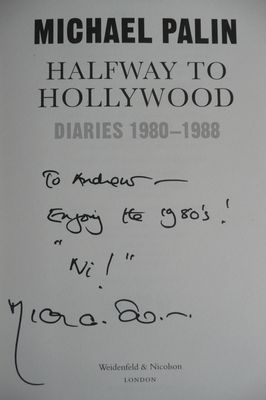 MICHAEL PALIN
HALFWAY TO
HOLLYWOOD
DIARIES 1980–1988
To Andrew —
Enjoy the 1980's!
"Ni!"
Weidenfeld & Nicolson
LONDON